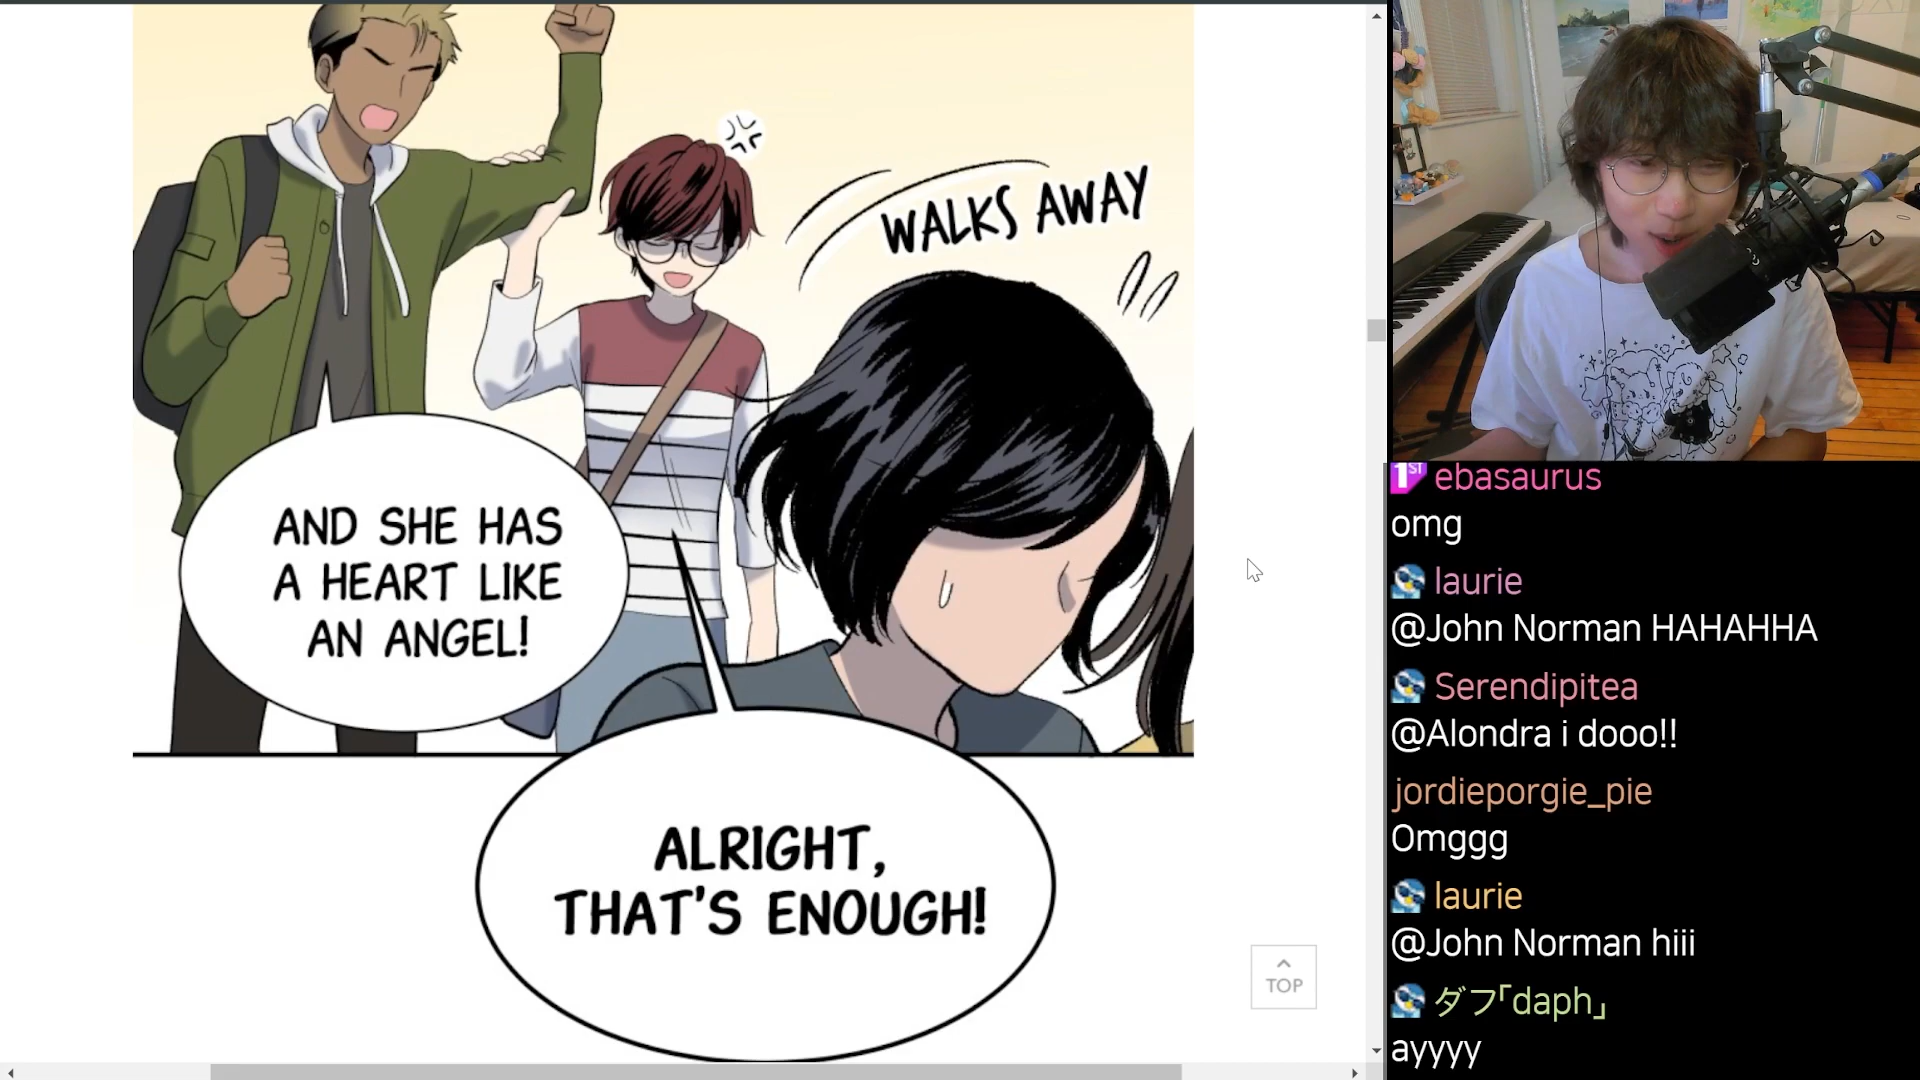 WALKS AWAY
AND SHE HAS
A HEART LIKE
AN ANGEL!
ALRIGHT,
THAT'S ENOUGH!
TOP
1ST ebasaurus
omg
laurie
@John Norman HAHAHHA
Serendipitea
@Alondra i dooo!!
jordieporgie_pie
Omggg
laurie
@John Norman hiii
ダフ「daph」
ayyyy